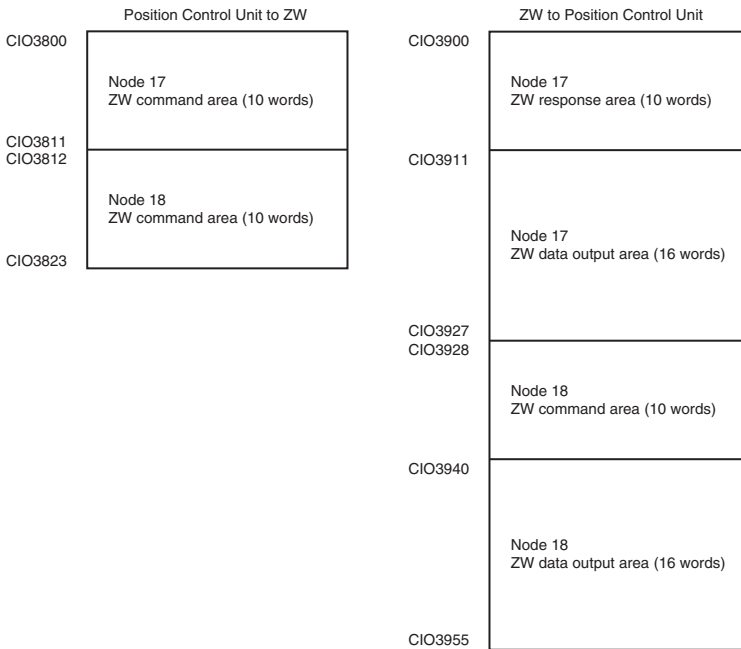 Position Control Unit to ZW
CIO3800
Node 17
ZW command area (10 words)
CIO3811
CIO3812
Node 18
ZW command area (10 words)
CIO3823
ZW to Position Control Unit
CIO3900
Node 17
ZW response area (10 words)
CIO3911
Node 17
ZW data output area (16 words)
CIO3927
CIO3928
Node 18
ZW command area (10 words)
CIO3940
Node 18
ZW data output area (16 words)
CIO3955